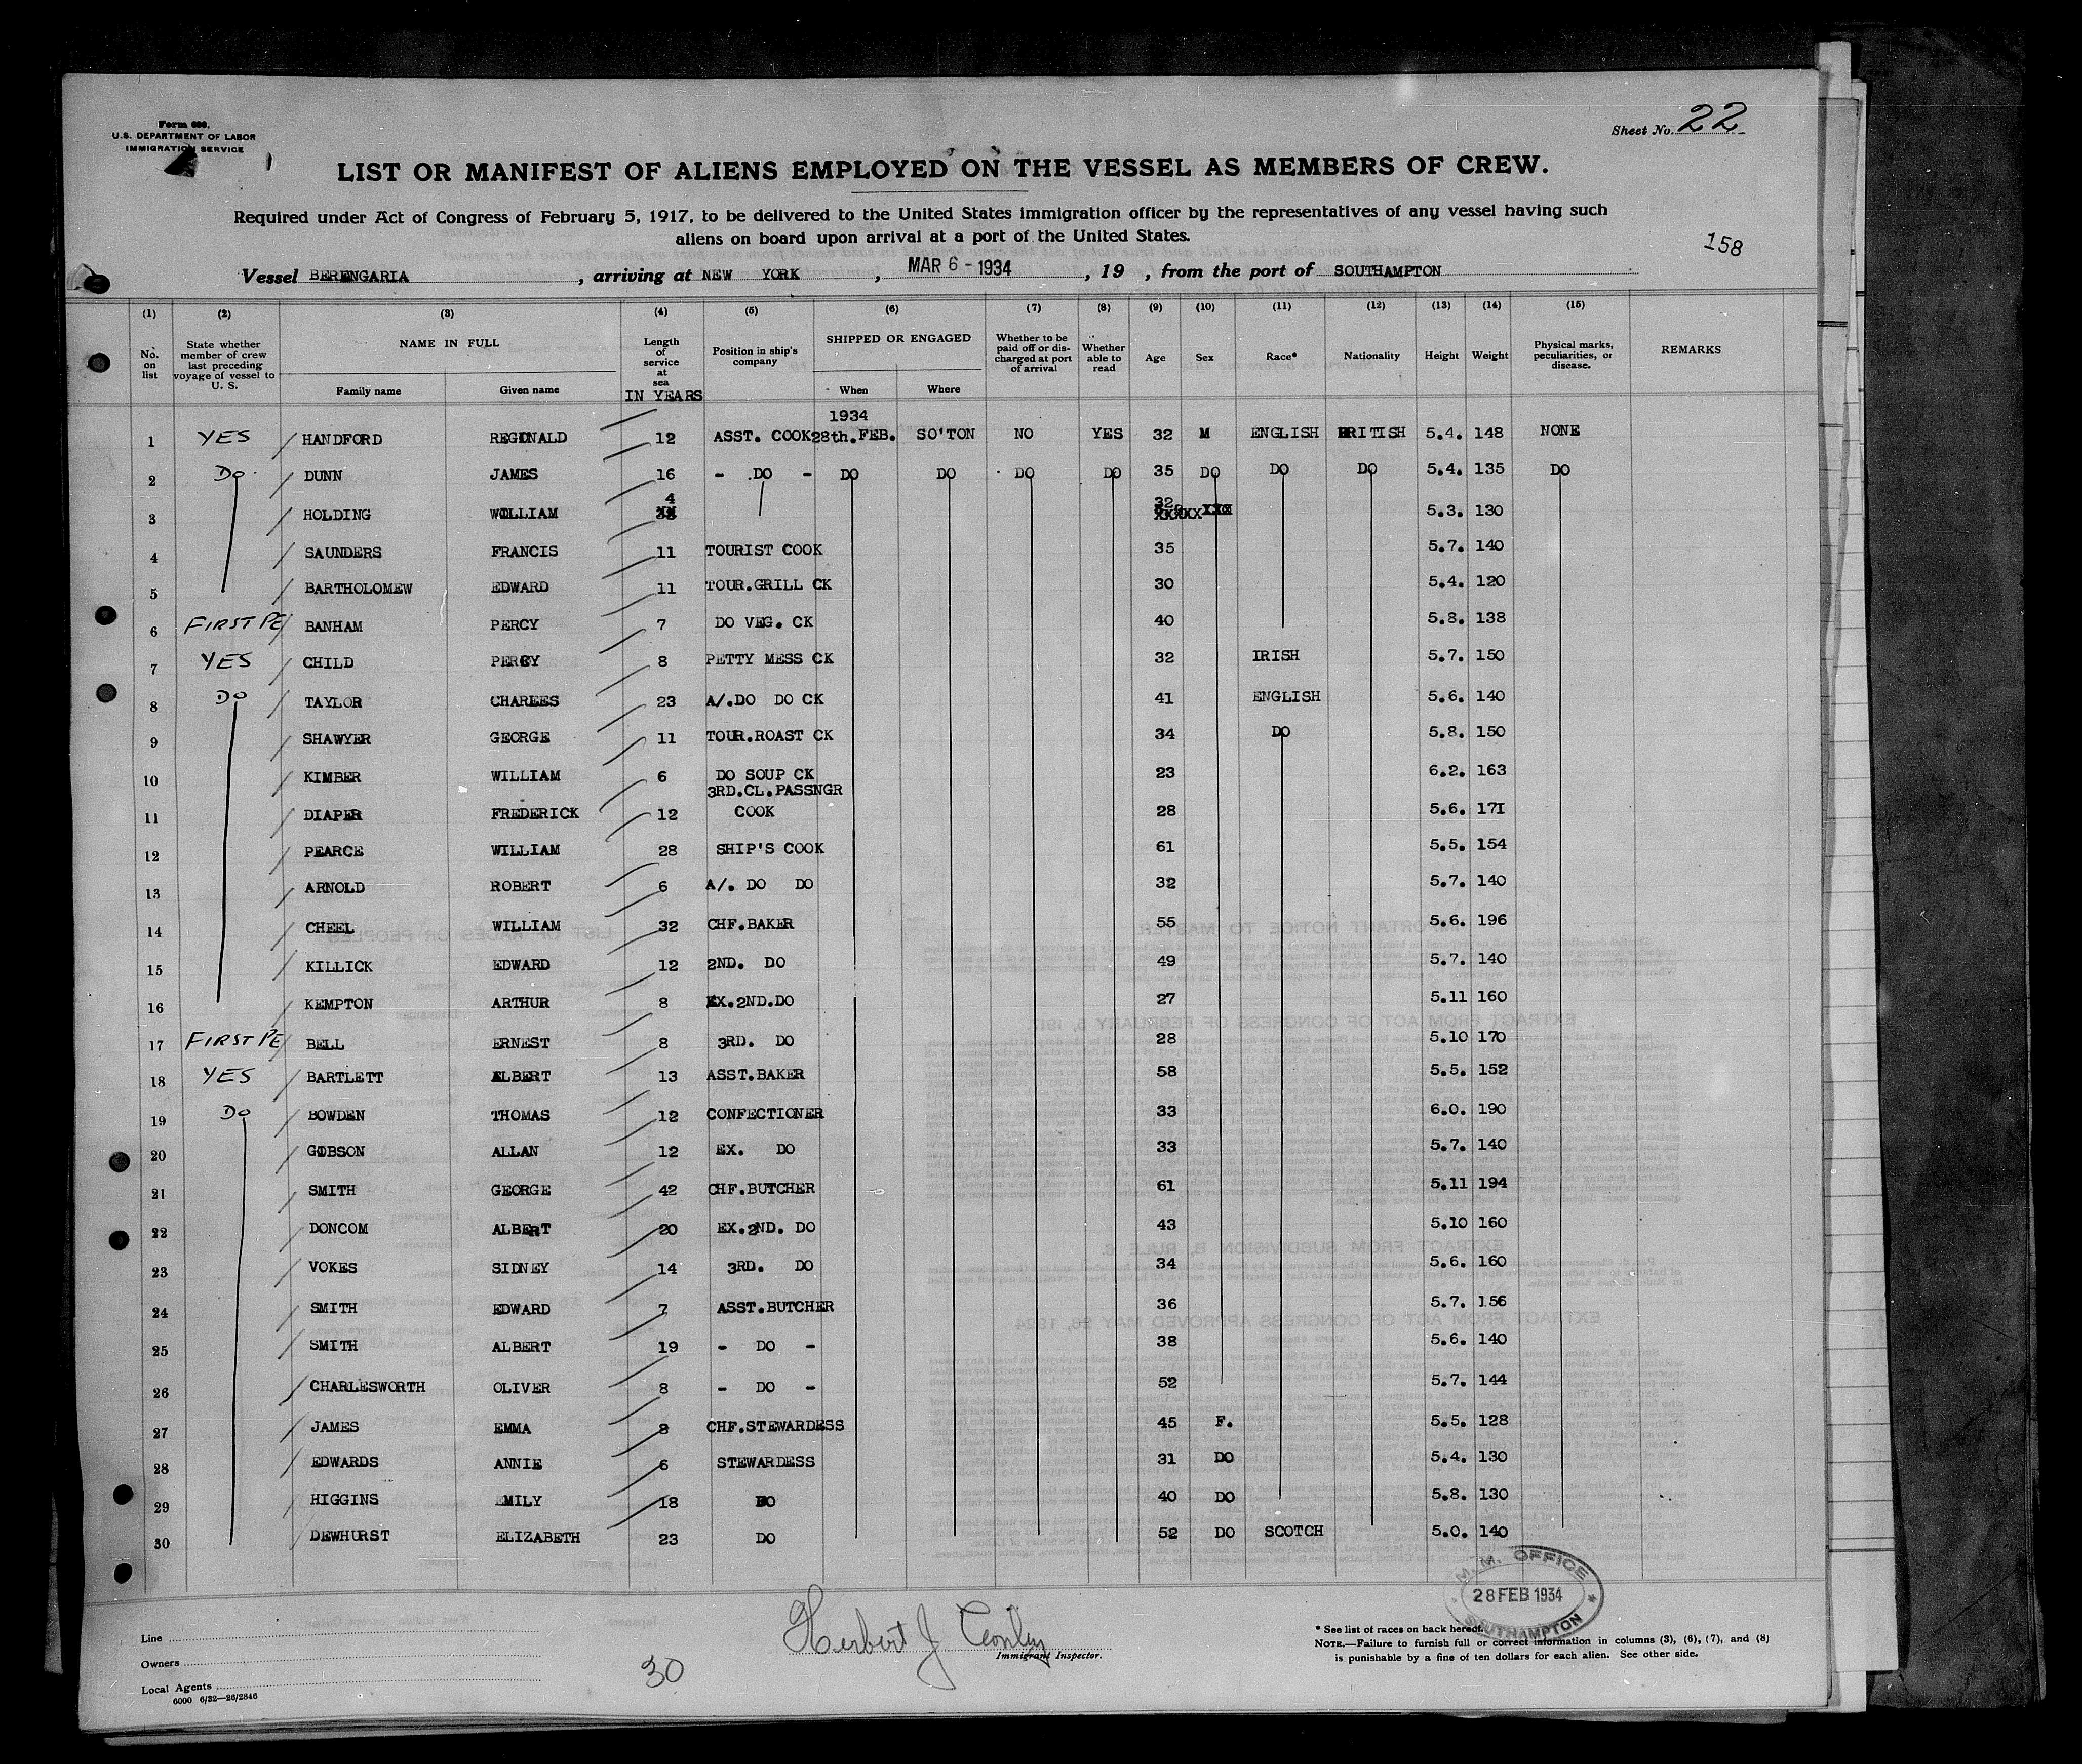 Form 680.
U.S. DEPARTMENT OF LABOR
IMMIGRATION SERVICE
Sheet No. 22
LIST OR MANIFEST OF ALIENS EMPLOYED ON THE VESSEL AS MEMBERS OF CREW.
Required under Act of Congress of February 5, 1917, to be delivered to the United States immigration officer by the representatives of any vessel having such
aliens on board upon arrival at a port of the United States.
158
Vessel BERENGARIA, arriving at NEW YORK, MAR 6 - 1934, 19 , from the port of SOUTHAMPTON
(1) (2) (3) (4) (5) (6) (7) (8) (9) (10) (11) (12) (13) (14) (15)
No. on list State whether member of crew last preceding voyage of vessel to U. S. NAME IN FULL Family name Given name Length of service at sea IN YEARS Position in ship's company SHIPPED OR ENGAGED When Where Whether to be paid off or discharged at port of arrival Whether able to read Age Sex Race* Nationality Height Weight Physical marks, peculiarities, or disease. REMARKS
1934
1 YES HANDFORD REGINALD 12 ASST. COOK 28th.FEB. SO'TON NO YES 32 M ENGLISH BRITISH 5.4. 148 NONE
2 Do DUNN JAMES 16 - DO - DO DO DO DO 35 DO DO DO 5.4. 135 DO
3 HOLDING WILLIAM 4 32 5.3. 130
4 SAUNDERS FRANCIS 11 TOURIST COOK 35 5.7. 140
5 BARTHOLOMEW EDWARD 11 TOUR.GRILL CK 30 5.4. 120
6 FIRST PE BANHAM PERCY 7 DO VEG. CK 40 5.8. 138
7 YES CHILD PERCY 8 PETTY MESS CK 32 IRISH 5.7. 150
8 Do TAYLOR CHARLES 23 A/.DO DO CK 41 ENGLISH 5.6. 140
9 SHAWYER GEORGE 11 TOUR.ROAST CK 34 DO 5.8. 150
10 KIMBER WILLIAM 6 DO SOUP CK 23 6.2. 163
3RD.CL.PASSNGR
11 DIAPER FREDERICK 12 COOK 28 5.6. 171
12 PEARCE WILLIAM 28 SHIP'S COOK 61 5.5. 154
13 ARNOLD ROBERT 6 A/. DO DO 32 5.7. 140
14 CHEEL WILLIAM 32 CHF.BAKER 55 5.6. 196
15 KILLICK EDWARD 12 2ND. DO 49 5.7. 140
16 KEMPTON ARTHUR 8 EX.2ND.DO 27 5.11 160
17 FIRST PE BELL ERNEST 8 3RD. DO 28 5.10 170
18 YES BARTLETT ALBERT 13 ASST.BAKER 58 5.5. 152
19 Do BOWDEN THOMAS 12 CONFECTIONER 33 6.0. 190
20 GIBSON ALLAN 12 EX. DO 33 5.7. 140
21 SMITH GEORGE 42 CHF.BUTCHER 61 5.11 194
22 DONCOM ALBERT 20 EX.2ND. DO 43 5.10 160
23 VOKES SIDNEY 14 3RD. DO 34 5.6. 160
24 SMITH EDWARD 7 ASST.BUTCHER 36 5.7. 156
25 SMITH ALBERT 19 - DO - 38 5.6. 140
26 CHARLESWORTH OLIVER 8 - DO - 52 5.7. 144
27 JAMES EMMA 8 CHF.STEWARDESS 45 F. 5.5. 128
28 EDWARDS ANNIE 6 STEWARDESS 31 DO 5.4. 130
29 HIGGINS EMILY 18 DO 40 DO 5.8. 130
30 DEWHURST ELIZABETH 23 DO 52 DO SCOTCH 5.0. 140
M.M. OFFICE
28 FEB 1934
SOUTHAMPTON
Line
Owners
Local Agents
6000 6/32—26/2846
30
Herbert J Conley
Immigrant Inspector.
* See list of races on back hereof.
NOTE.—Failure to furnish full or correct information in columns (3), (6), (7), and (8)
is punishable by a fine of ten dollars for each alien. See other side.